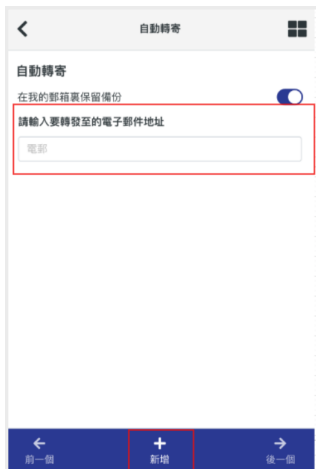 自動轉寄
自動轉寄
在我的郵箱裏保留備份
請輸入要轉發至的電子郵件地址
電郵
前一個
新增
後一個